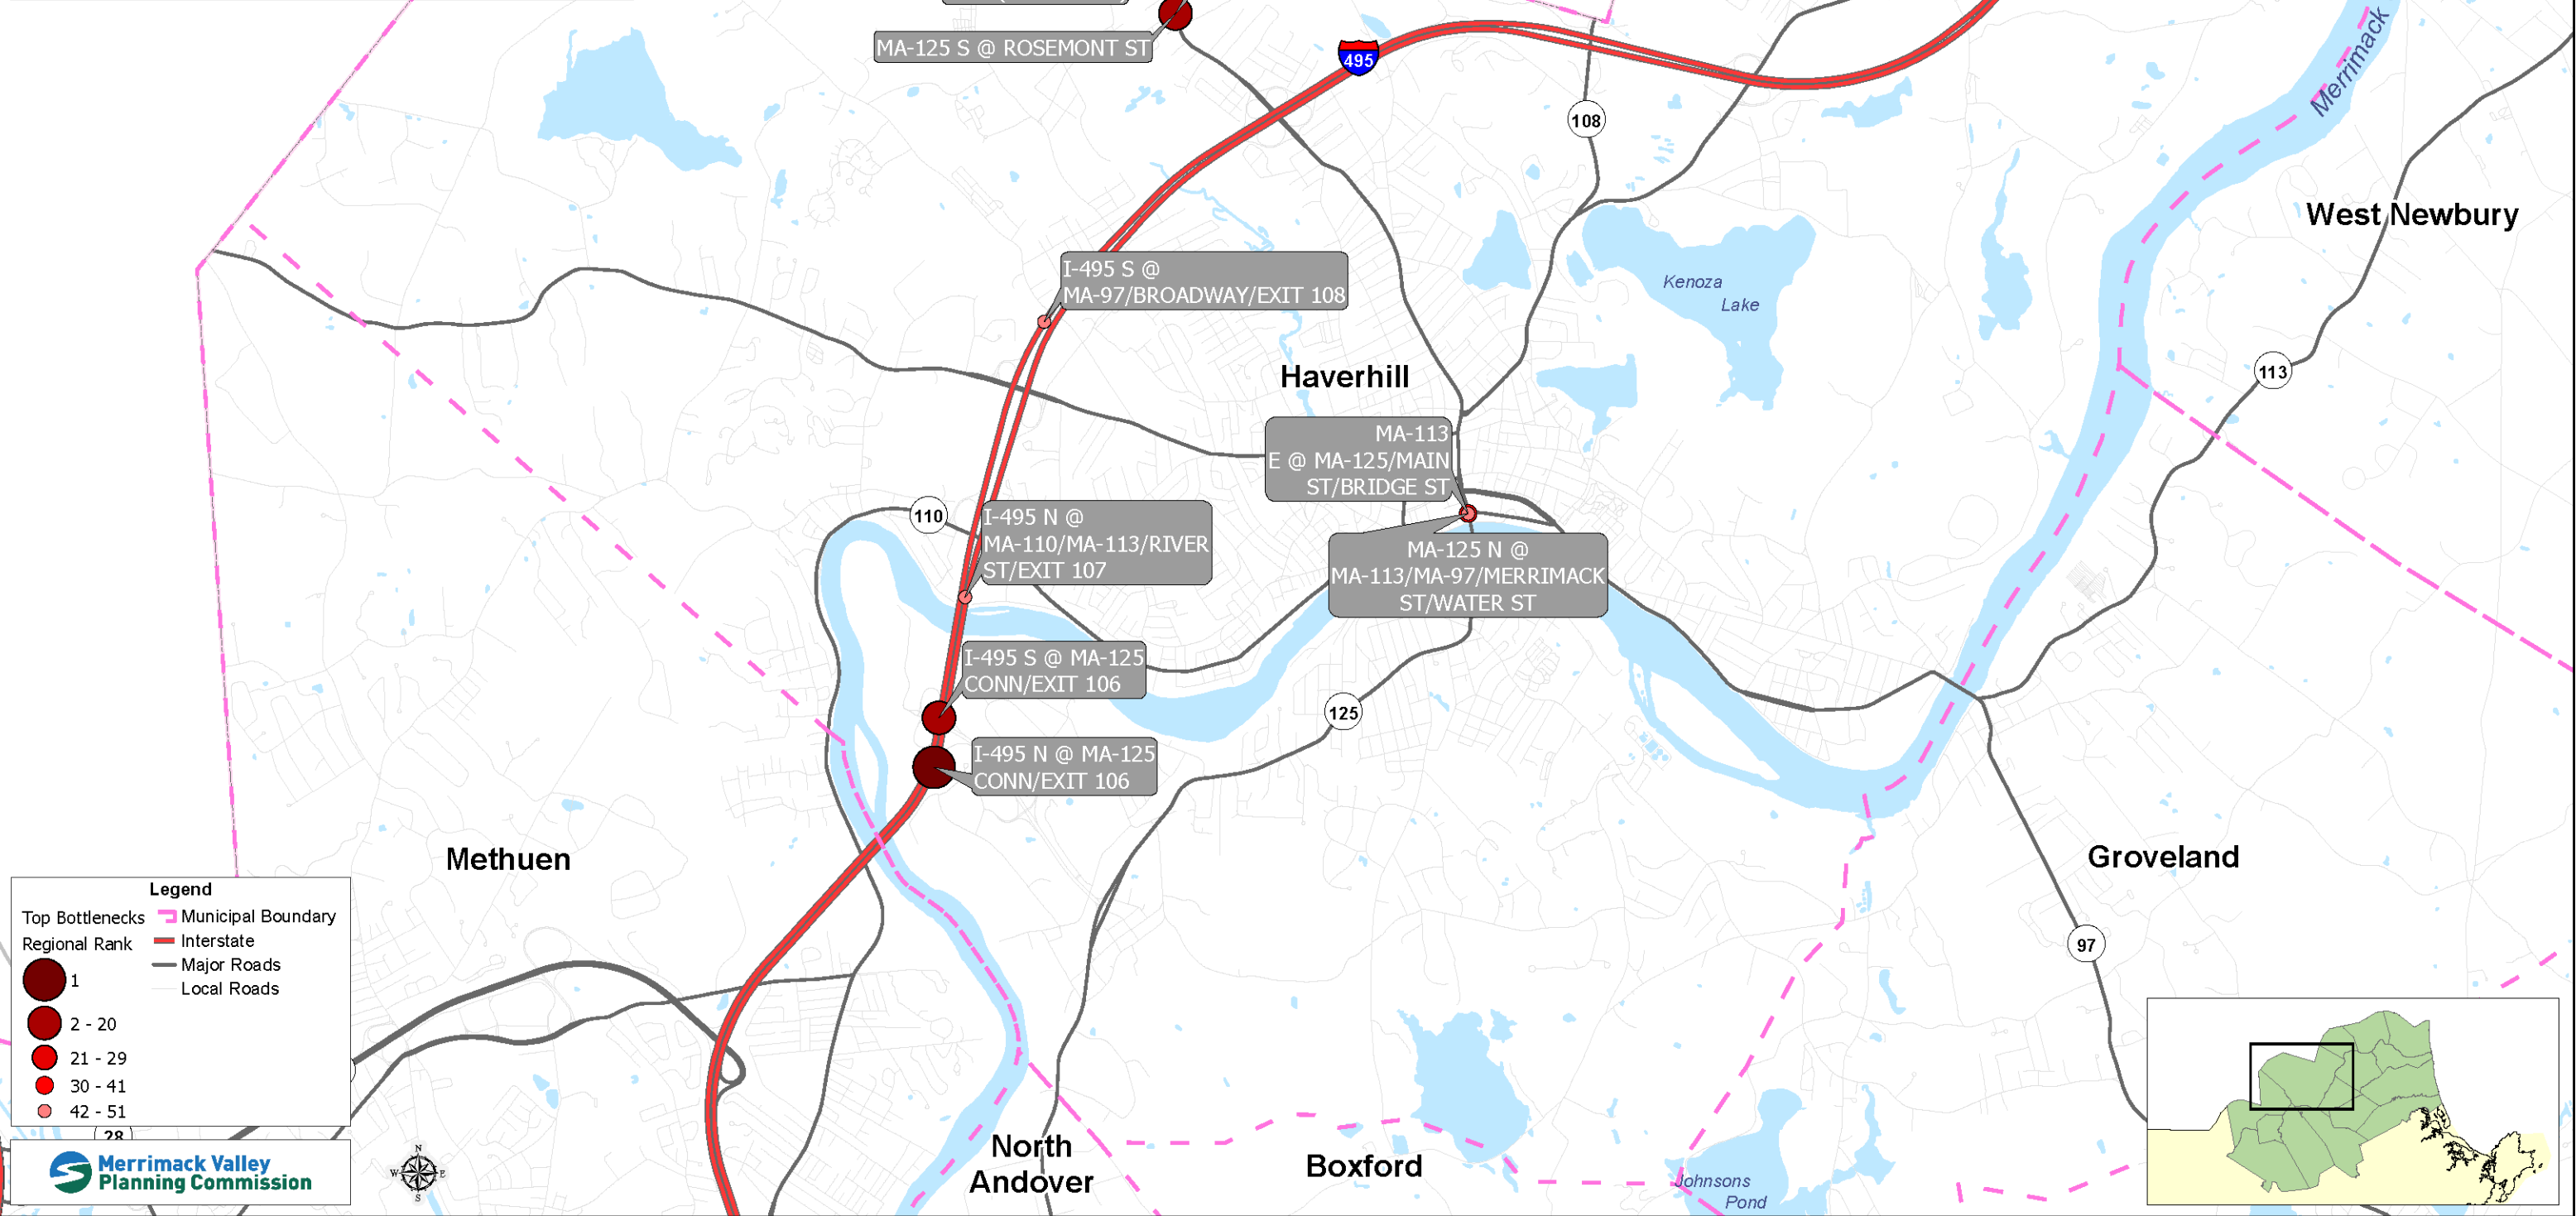 MA-125 S @ ROSEMONT ST
495
108
Merrimack
West Newbury
I-495 S @
MA-97/BROADWAY/EXIT 108
Kenoza
Lake
113
Haverhill
MA-113
E @ MA-125/MAIN
ST/BRIDGE ST
110
I-495 N @
MA-110/MA-113/RIVER
ST/EXIT 107
MA-125 N @
MA-113/MA-97/MERRIMACK
ST/WATER ST
I-495 S @ MA-125
CONN/EXIT 106
125
I-495 N @ MA-125
CONN/EXIT 106
Methuen
Groveland
97
Legend
Top Bottlenecks
Regional Rank
1
2 - 20
21 - 29
30 - 41
42 - 51
Municipal Boundary
Interstate
Major Roads
Local Roads
28
Merrimack Valley
Planning Commission
N
W
E
S
North
Andover
Boxford
Johnsons
Pond